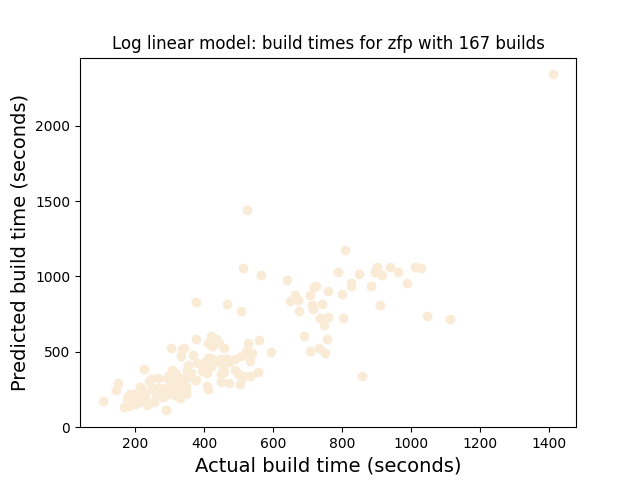 Log linear model: build times for zfp with 167 builds
Predicted build time (seconds)
2000
1500
1000
500
0
200 400 600 800 1000 1200 1400
Actual build time (seconds)